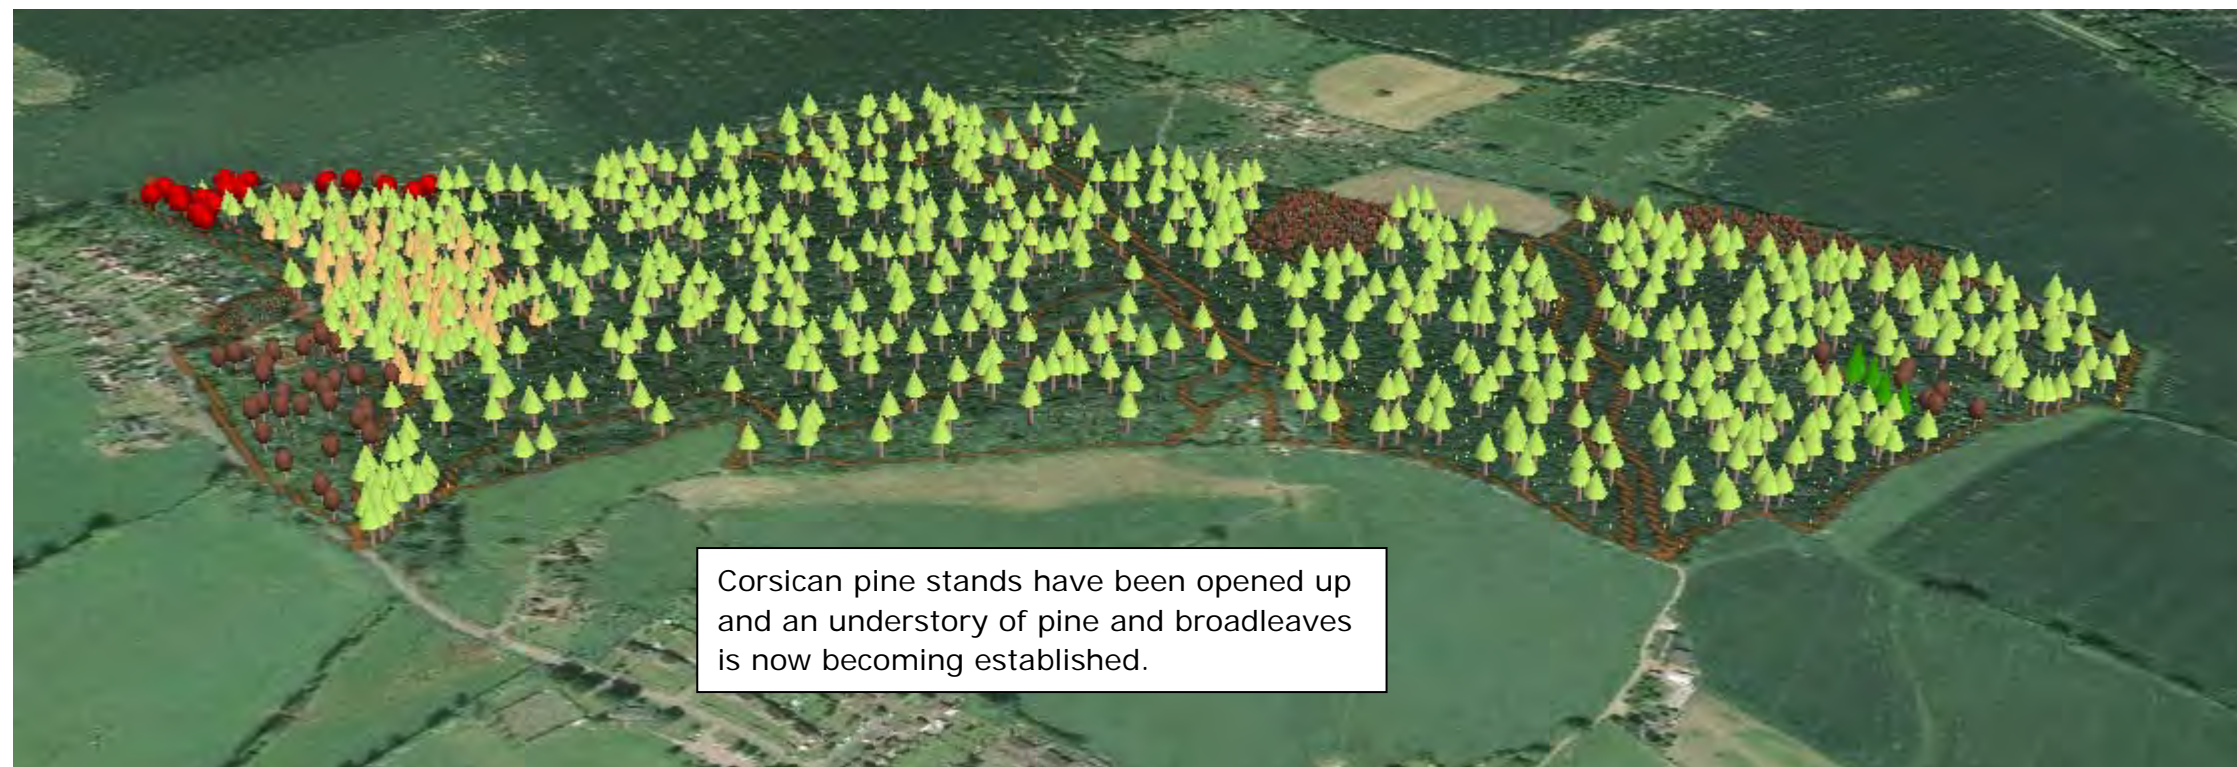 Corsican pine stands have been opened up
and an understory of pine and broadleaves
is now becoming established.